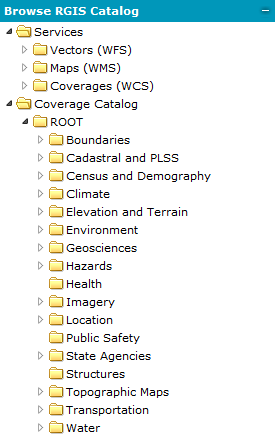 Browse RGIS Catalog
Services
Vectors (WFS)
Maps (WMS)
Coverages (WCS)
Coverage Catalog
ROOT
Boundaries
Cadastral and PLSS
Census and Demography
Climate
Elevation and Terrain
Environment
Geosciences
Hazards
Health
Imagery
Location
Public Safety
State Agencies
Structures
Topographic Maps
Transportation
Water